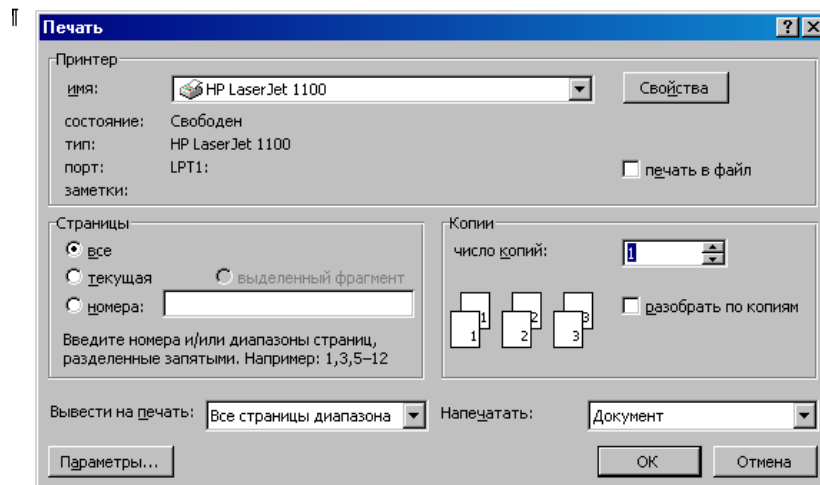 ¶
Печать
Принтер
имя: HP LaserJet 1100 Свойства
состояние: Свободен
тип: HP LaserJet 1100
порт: LPT1: печать в файл
заметки:
Страницы
все
текущая выделенный фрагмент
номера:
Введите номера и/или диапазоны страниц,
разделенные запятыми. Например: 1,3,5–12
Копии
число копий: 1
разобрать по копиям
1 1 2 2 3 3
Вывести на печать: Все страницы диапазона Напечатать: Документ
Параметры... ОК Отмена